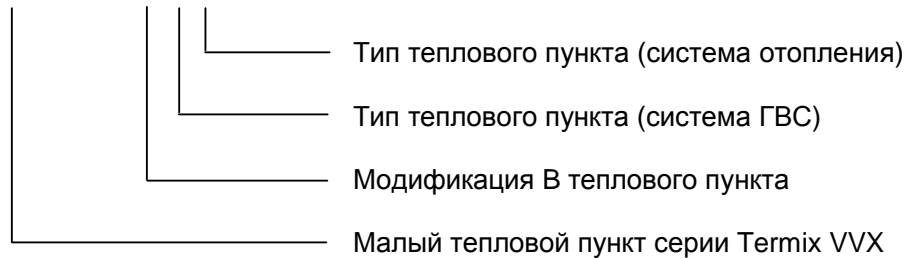 Тип теплового пункта (система отопления)
Тип теплового пункта (система ГВС)
Модификация В теплового пункта
Малый тепловой пункт серии Termix VVX